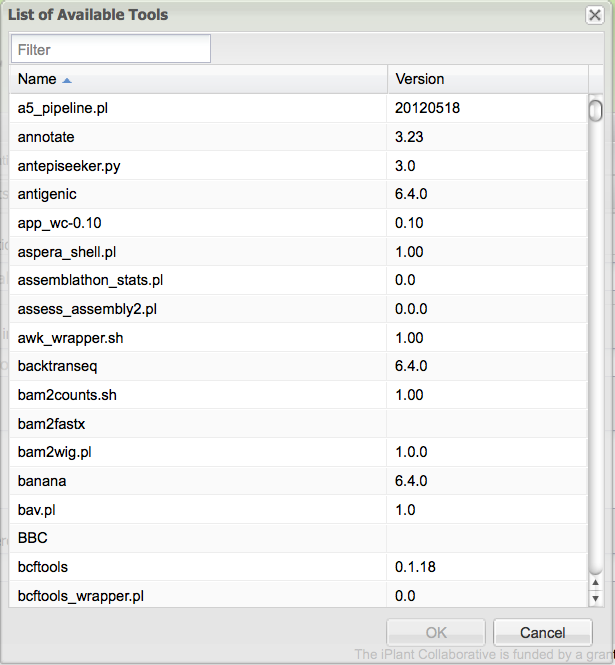 List of Available Tools
Filter
Name Version
a5_pipeline.pl 20120518
annotate 3.23
antepiseeker.py 3.0
antigenic 6.4.0
app_wc-0.10 0.10
aspera_shell.pl 1.00
assemblathon_stats.pl 0.0
assess_assembly2.pl 0.0.0
awk_wrapper.sh 1.00
backtranseq 6.4.0
bam2counts.sh 1.00
bam2fastx
bam2wig.pl 1.0.0
banana 6.4.0
bav.pl 1.0
BBC
bcftools 0.1.18
bcftools_wrapper.pl 0.0
OK Cancel
The iPlant Collaborative is funded by a grant